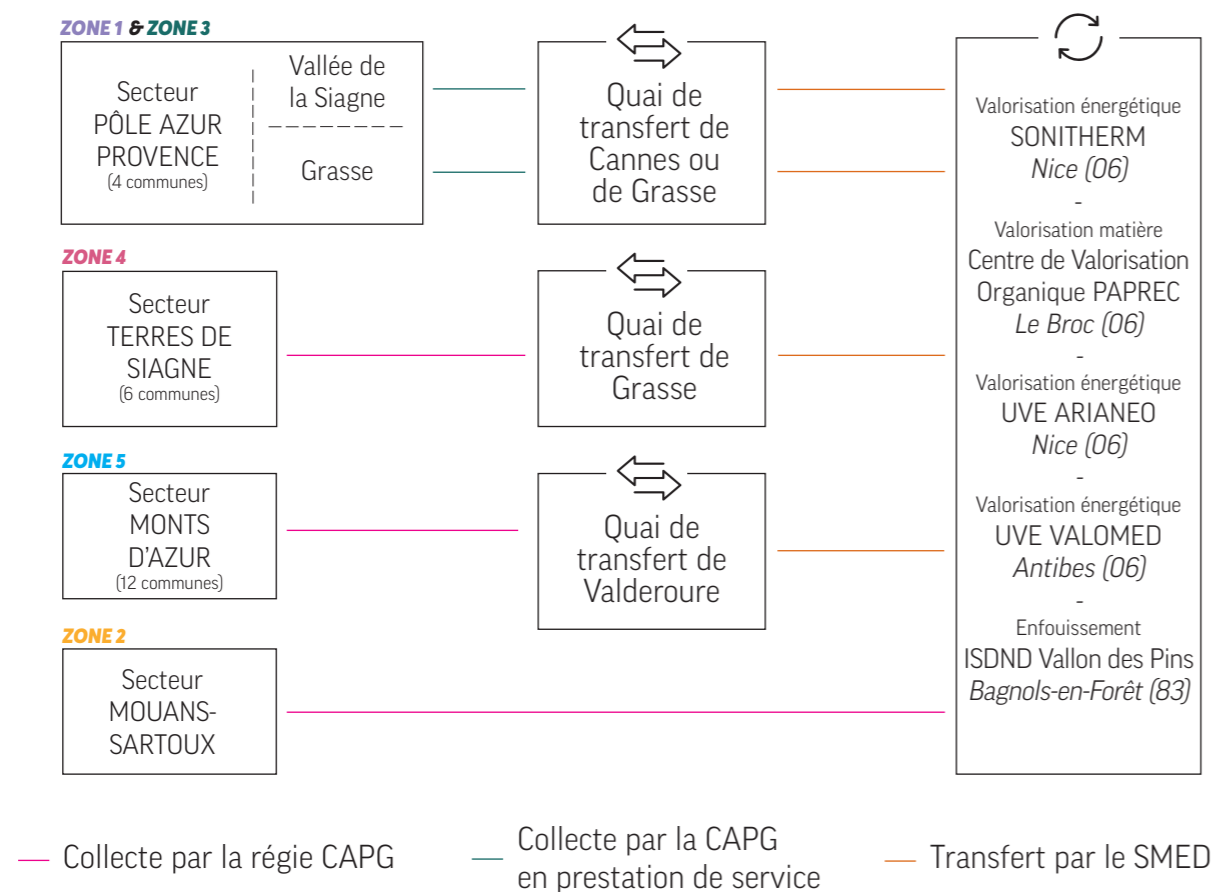 ZONE 1 & ZONE 3
Secteur
PÔLE AZUR
PROVENCE
(4 communes)
Vallée de
la Siagne
Grasse
Quai de
transfert de
Cannes ou
de Grasse
ZONE 4
Secteur
TERRES DE
SIAGNE
(6 communes)
Quai de
transfert de
Grasse
ZONE 5
Secteur
MONTS
D'AZUR
(12 communes)
Quai de
transfert de
Valderoure
ZONE 2
Secteur
MOUANS-
SARTOUX
Valorisation énergétique
SONITHERM
Nice (06)
-
Valorisation matière
Centre de Valorisation
Organique PAPREC
Le Broc (06)
-
Valorisation énergétique
UVE ARIANEO
Nice (06)
-
Valorisation énergétique
UVE VALOMED
Antibes (06)
-
Enfouissement
ISDND Vallon des Pins
Bagnols-en-Forêt (83)
Collecte par la régie CAPG
Collecte par la CAPG
en prestation de service
Transfert par le SMED